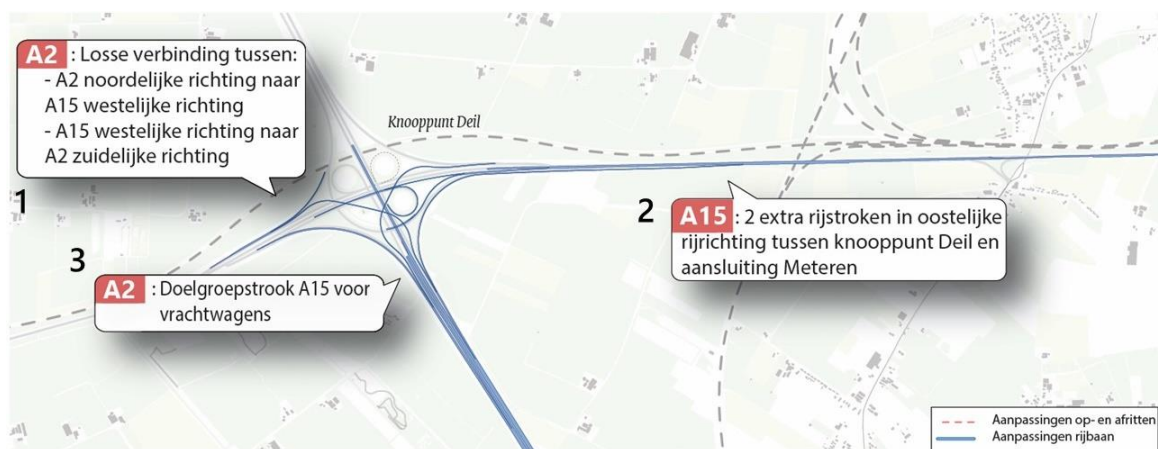 A2 : Losse verbinding tussen:
- A2 noordelijke richting naar
A15 westelijke richting
- A15 westelijke richting naar
A2 zuidelijke richting
Knooppunt Deil
1
2
A15 : 2 extra rijstroken in oostelijke
rijrichting tussen knooppunt Deil en
aansluiting Meteren
3
A2 : Doelgroepstrook A15 voor
vrachtwagens
Aanpassingen op- en afritten
Aanpassingen rijbaan